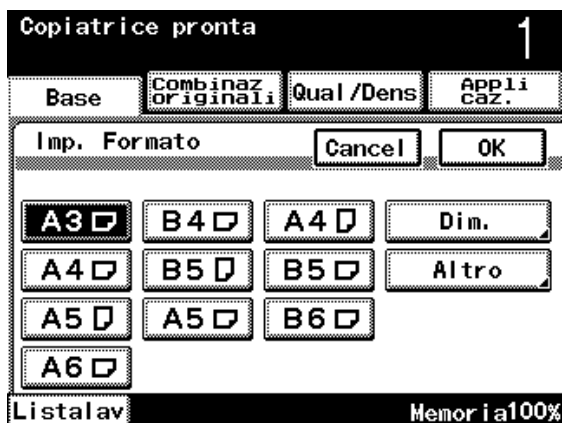 Copiatrice pronta 1
Base Combinaz originali Qual/Dens Appli caz.
Imp. Formato Cancel OK
A3 B4 A4 Dim.
A4 B5 B5 Altro
A5 A5 B6
A6
Listalav Memoria100%